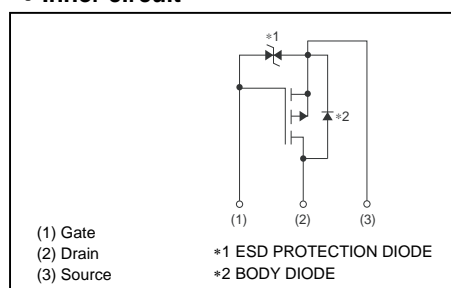 • Inner circuit
∗1
∗2
(1) (2) (3)
(1) Gate
(2) Drain
(3) Source
∗1 ESD PROTECTION DIODE
∗2 BODY DIODE